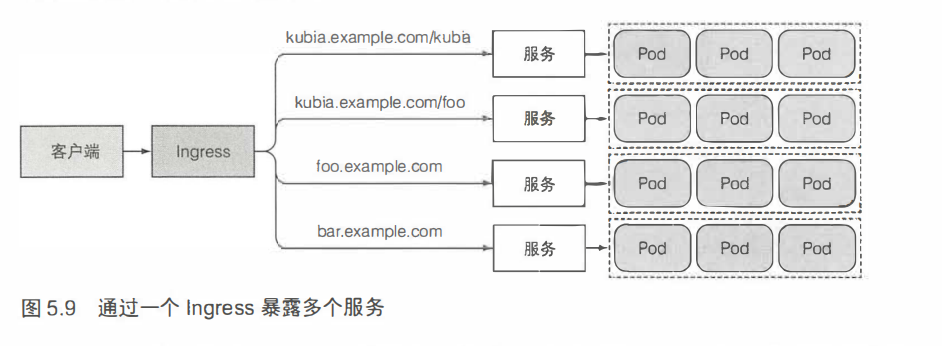 kubia.example.com/kubia
服务
Pod Pod Pod
kubia.example.com/foo
服务
Pod Pod Pod
客户端
Ingress
foo.example.com
服务
Pod Pod Pod
bar.example.com
服务
Pod Pod Pod
图 5.9 通过一个 Ingress 暴露多个服务